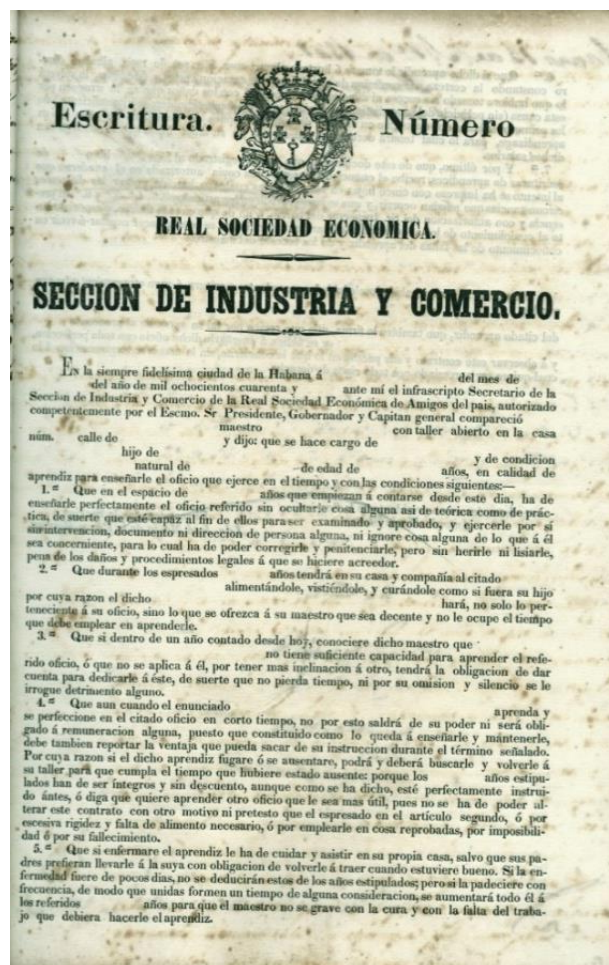 Escritura. Número
REAL SOCIEDAD ECONOMICA.
SECCION DE INDUSTRIA Y COMERCIO.
En la siempre fidelísima ciudad de la Habana á del mes de
del año de mil ochocientos cuarenta y ante mí el infrascripto Secretario de la
Seccion de Industria y Comercio de la Real Sociedad Económica de Amigos del pais, autorizado
competentemente por el Escmo. Sr Presidente, Gobernador y Capitan general compareció
maestro con taller abierto en la casa
núm. calle de y dijo: que se hace cargo de
hijo de y de condicion
natural de de edad de años, en calidad de
aprendiz para enseñarle el oficio que ejerce en el tiempo y con las condiciones siguientes:—
1.ª Que en el espacio de años que empiezan á contarse desde este dia, ha de
enseñarle perfectamente el oficio referido sin ocultarle cosa alguna asi de teórica como de prác-
tica, de suerte que esté capaz al fin de ellos para ser examinado y aprobado, y ejercerle por sí
sin intervencion, documento ni direccion de persona alguna, ni ignore cosa alguna de lo que á él
sea concerniente, para lo cual ha de poder corregirle y penitenciarle, pero sin herirle ni lisiarle,
pena de los daños y procedimientos legales á que se hiciere acreedor.
2.ª Que durante los espresados años tendrá en su casa y compañía al citado
alimentándole, vistiéndole, y curándole como si fuera su hijo
por cuya razon el dicho hará, no solo lo per-
teneciente á su oficio, sino lo que se ofrezca á su maestro que sea decente y no le ocupe el tiempo
que debe emplear en aprenderle.
3.ª Que si dentro de un año contado desde hoy, conociere dicho maestro que
no tiene suficiente capacidad para aprender el refe-
rido oficio, ó que no se aplica á él, por tener mas inclinacion á otro, tendrá la obligacion de dar
cuenta para dedicarle á éste, de suerte que no pierda tiempo, ni por su omision y silencio se le
irrogue detrimento alguno.
4.ª Que aun cuando el enunciado aprenda y
se perfeccione en el citado oficio en corto tiempo, no por esto saldrá de su poder ni será obli-
gado á remuneracion alguna, puesto que constituido como lo queda á enseñarle y mantenerle,
debe tambien reportar la ventaja que pueda sacar de su instruccion durante el término señalado.
Por cuya razon si el dicho aprendiz fugare ó se ausentare, podrá y deberá buscarle y volverle á
su taller para que cumpla el tiempo que hubiere estado ausente: porque los años estipu-
lados han de ser íntegros y sin descuento, aunque como se ha dicho, esté perfectamente instrui-
do ántes, ó diga que quiere aprender otro oficio que le sea mas útil, pues no se ha de poder al-
terar este contrato con otro motivo ni pretesto que el espresado en el artículo segundo, ó por
escesiva rigidez y falta de alimento necesario, ó por emplearle en cosa reprobadas, por imposibili-
dad ó por su fallecimiento.
5.ª Que si enfermare el aprendiz le ha de cuidar y asistir en su propia casa, salvo que sus pa-
dres prefieran llevarle á la suya con obligacion de volverle á traer cuando estuviere bueno. Si la en-
fermedad fuere de pocos dias, no se deducirán estos de los años estipulados; pero si la padeciere con
frecuencia, de modo que unidas formen un tiempo de alguna consideracion, se aumentará todo él á
los referidos años para que el maestro no se grave con la cura y con la falta del traba-
jo que debiera hacerle el aprendiz.